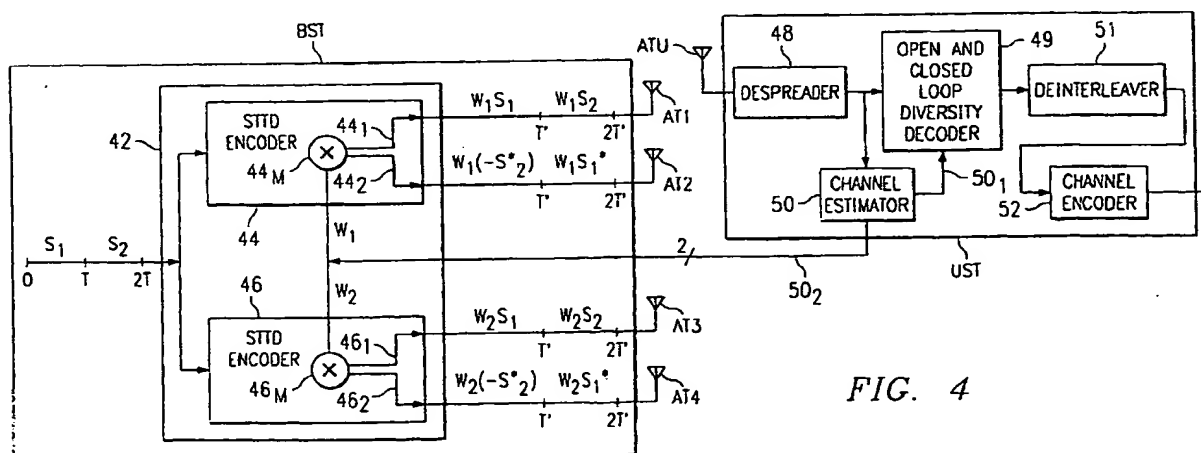 BST
42
STTD
ENCODER
44₁
44₂
44M
44
W₁S₁ W₁S₂
T' 2T'
AT1
W₁(-S*₂) W₁S₁*
T' 2T'
AT2
S₁ S₂
0 T 2T
W₁
W₂
2
50₂
46
STTD
ENCODER
46₁
46₂
46M
W₂S₁ W₂S₂
T' 2T'
AT3
W₂(-S*₂) W₂S₁*
T' 2T'
AT4
ATU
48
DESPREADER
OPEN AND
CLOSED
LOOP
DIVERSITY
DECODER
49
51
DEINTERLEAVER
50
CHANNEL
ESTIMATOR
50₁
CHANNEL
ENCODER
52
UST
FIG. 4